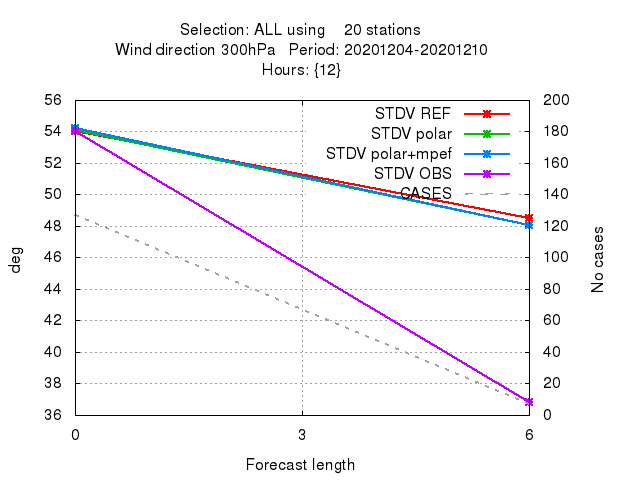 Selection: ALL using 20 stations
Wind direction 300hPa Period: 20201204-20201210
Hours: {12}
56 200
54 180
52 160
50 140
48 120
46 100
44 80
42 60
40 40
38 20
36 0
STDV REF
STDV polar
STDV polar+mpef
STDV OBS
CASES
deg
No cases
0 3 6
Forecast length